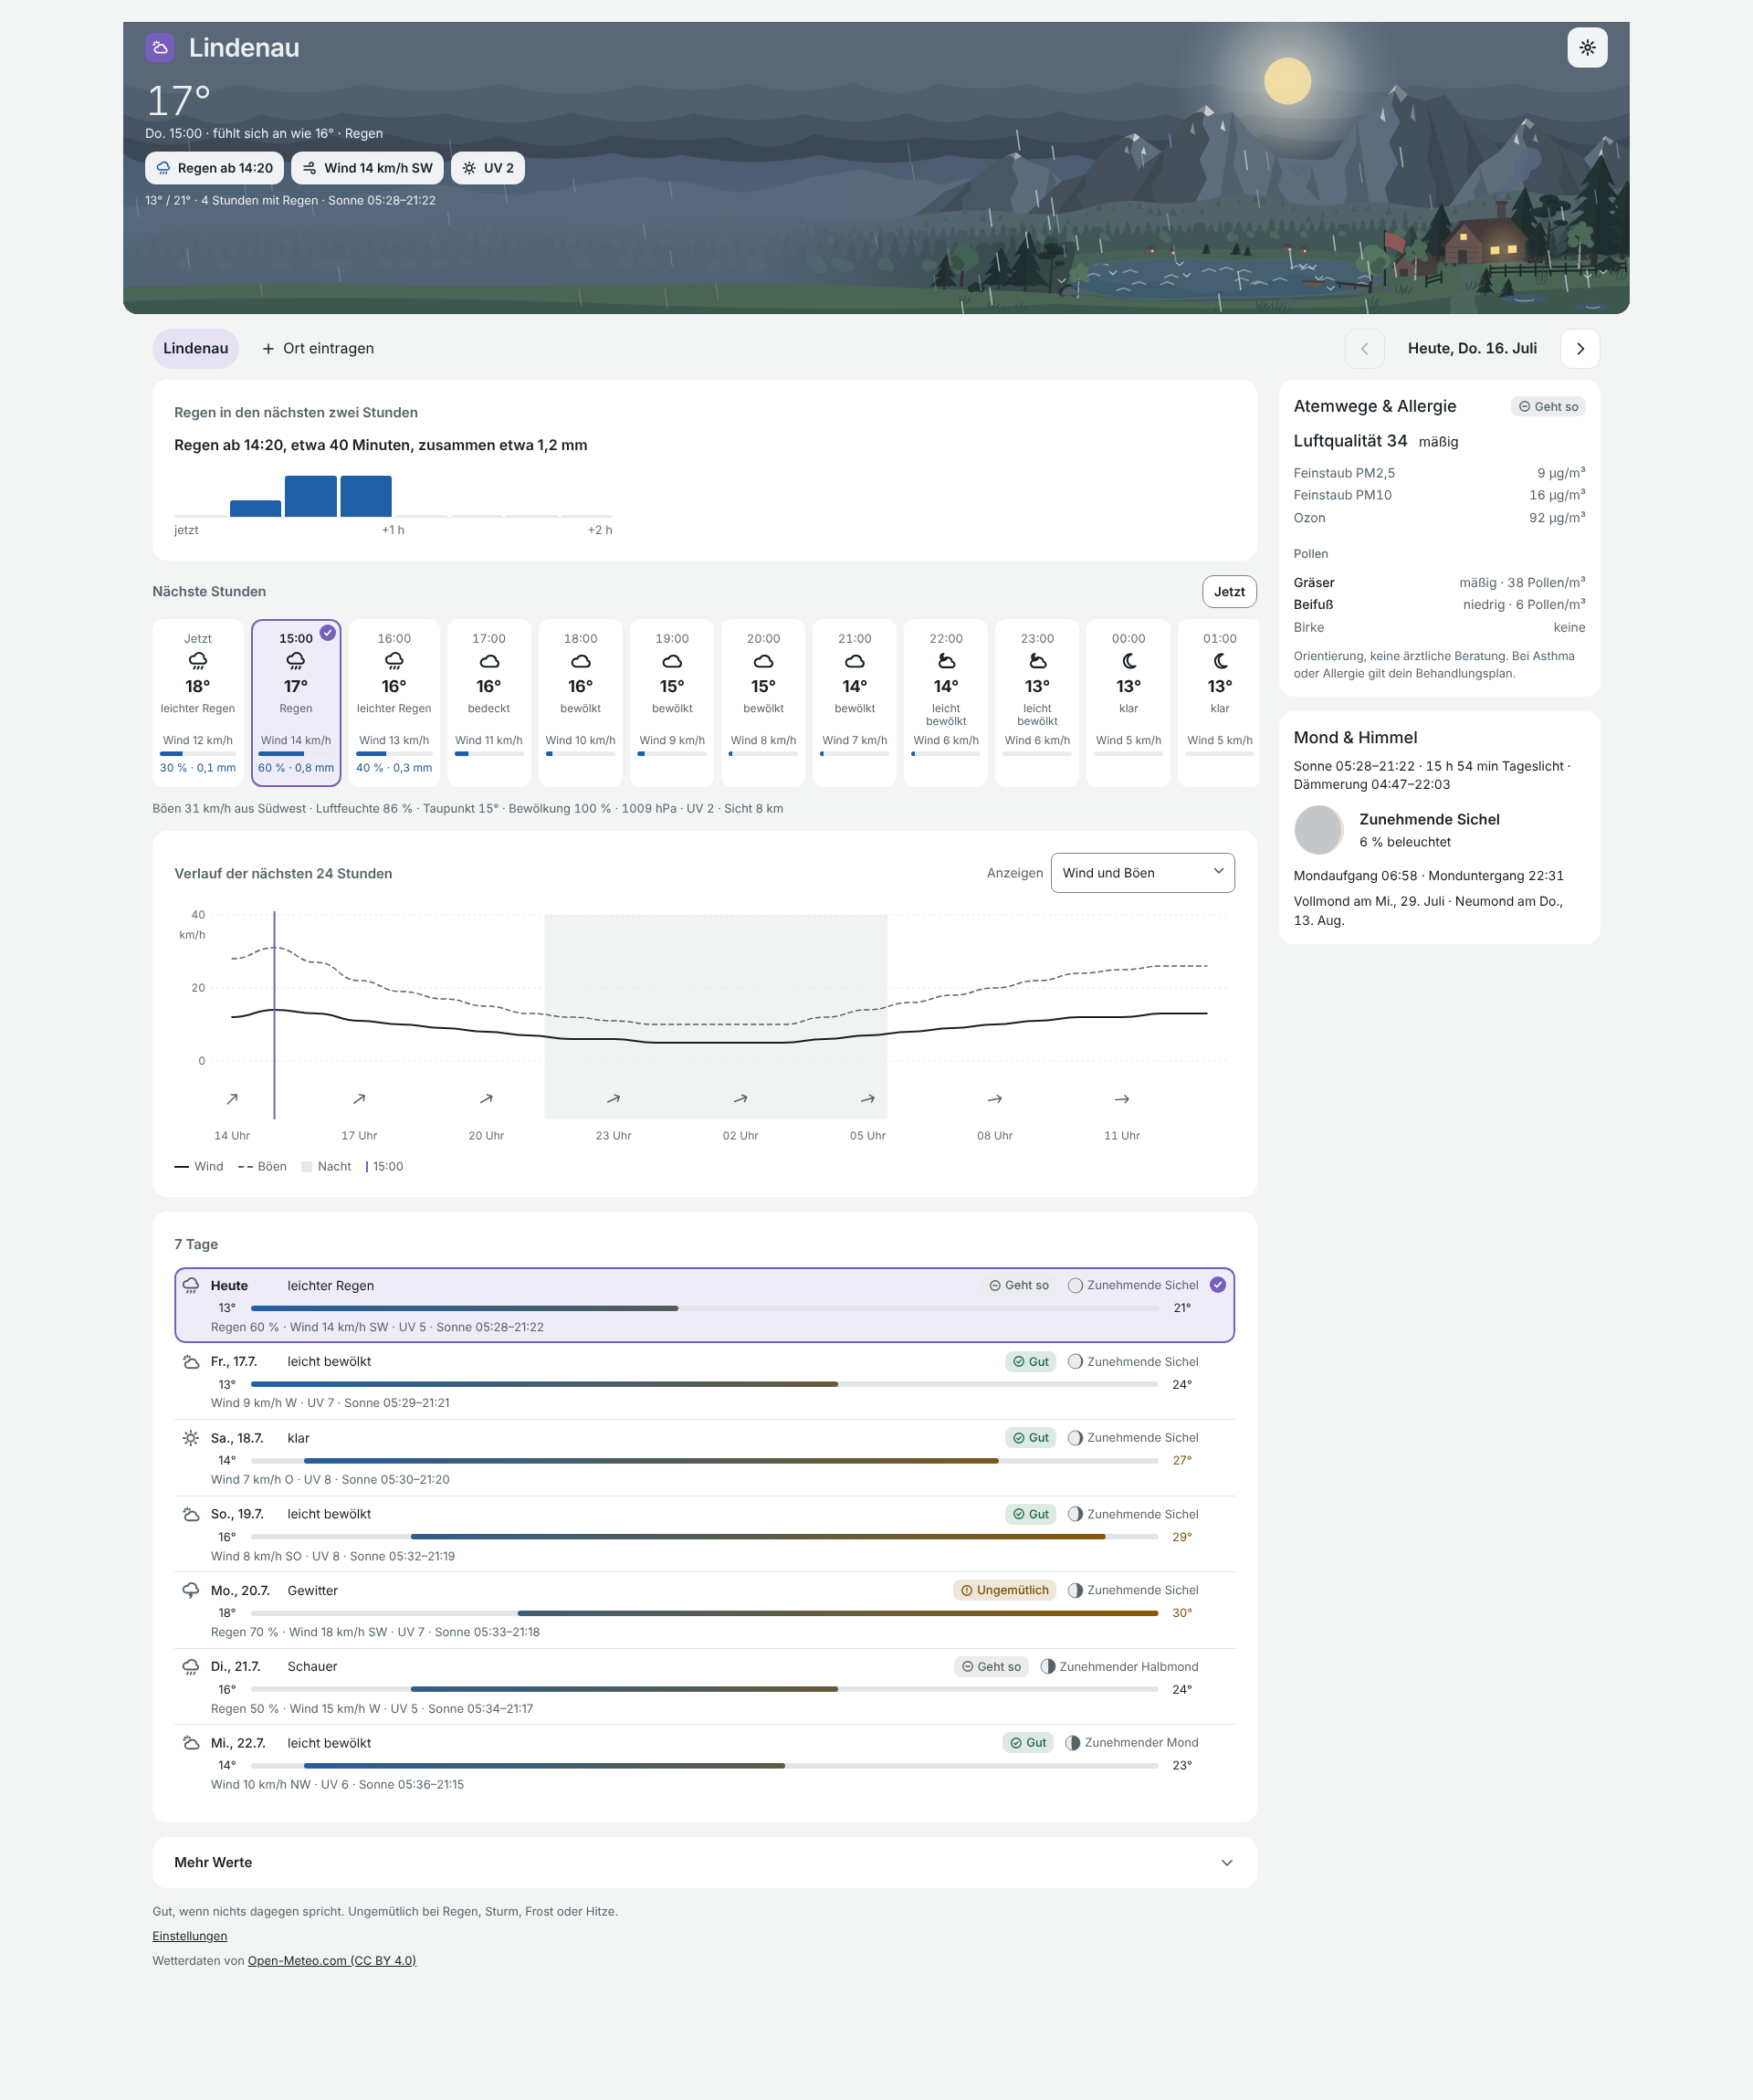 Lindenau
17°
Do. 15:00 · fühlt sich an wie 16° · Regen
Regen ab 14:20
Wind 14 km/h SW
UV 2
13° / 21° · 4 Stunden mit Regen · Sonne 05:28–21:22
Lindenau
Ort eintragen
Heute, Do. 16. Juli
Regen in den nächsten zwei Stunden
Regen ab 14:20, etwa 40 Minuten, zusammen etwa 1,2 mm
jetzt +1 h +2 h
Nächste Stunden
Jetzt
Jetzt 15:00 16:00 17:00 18:00 19:00 20:00 21:00 22:00 23:00 00:00 01:00
18° 17° 16° 16° 16° 15° 15° 14° 14° 13° 13° 13°
leichter Regen Regen leichter Regen bedeckt bewölkt bewölkt bewölkt bewölkt leicht bewölkt leicht bewölkt klar klar
Wind 12 km/h Wind 14 km/h Wind 13 km/h Wind 11 km/h Wind 10 km/h Wind 9 km/h Wind 8 km/h Wind 7 km/h Wind 6 km/h Wind 6 km/h Wind 5 km/h Wind 5 km/h
30 % · 0,1 mm 60 % · 0,8 mm 40 % · 0,3 mm
Böen 31 km/h aus Südwest · Luftfeuchte 86 % · Taupunkt 15° · Bewölkung 100 % · 1009 hPa · UV 2 · Sicht 8 km
Verlauf der nächsten 24 Stunden
Anzeigen Wind und Böen
40
km/h
20
0
14 Uhr 17 Uhr 20 Uhr 23 Uhr 02 Uhr 05 Uhr 08 Uhr 11 Uhr
Wind Böen Nacht 15:00
7 Tage
Heute leichter Regen Geht so Zunehmende Sichel
13° 21°
Regen 60 % · Wind 14 km/h SW · UV 5 · Sonne 05:28–21:22
Fr., 17.7. leicht bewölkt Gut Zunehmende Sichel
13° 24°
Wind 9 km/h W · UV 7 · Sonne 05:29–21:21
Sa., 18.7. klar Gut Zunehmende Sichel
14° 27°
Wind 7 km/h O · UV 8 · Sonne 05:30–21:20
So., 19.7. leicht bewölkt Gut Zunehmende Sichel
16° 29°
Wind 8 km/h SO · UV 8 · Sonne 05:32–21:19
Mo., 20.7. Gewitter Ungemütlich Zunehmende Sichel
18° 30°
Regen 70 % · Wind 18 km/h SW · UV 7 · Sonne 05:33–21:18
Di., 21.7. Schauer Geht so Zunehmender Halbmond
16° 24°
Regen 50 % · Wind 15 km/h W · UV 5 · Sonne 05:34–21:17
Mi., 22.7. leicht bewölkt Gut Zunehmender Mond
14° 23°
Wind 10 km/h NW · UV 6 · Sonne 05:36–21:15
Mehr Werte
Gut, wenn nichts dagegen spricht. Ungemütlich bei Regen, Sturm, Frost oder Hitze.
Einstellungen
Wetterdaten von Open-Meteo.com (CC BY 4.0)
Atemwege & Allergie Geht so
Luftqualität 34 mäßig
Feinstaub PM2,5 9 µg/m³
Feinstaub PM10 16 µg/m³
Ozon 92 µg/m³
Pollen
Gräser mäßig · 38 Pollen/m³
Beifuß niedrig · 6 Pollen/m³
Birke keine
Orientierung, keine ärztliche Beratung. Bei Asthma
oder Allergie gilt dein Behandlungsplan.
Mond & Himmel
Sonne 05:28–21:22 · 15 h 54 min Tageslicht ·
Dämmerung 04:47–22:03
Zunehmende Sichel
6 % beleuchtet
Mondaufgang 06:58 · Monduntergang 22:31
Vollmond am Mi., 29. Juli · Neumond am Do.,
13. Aug.